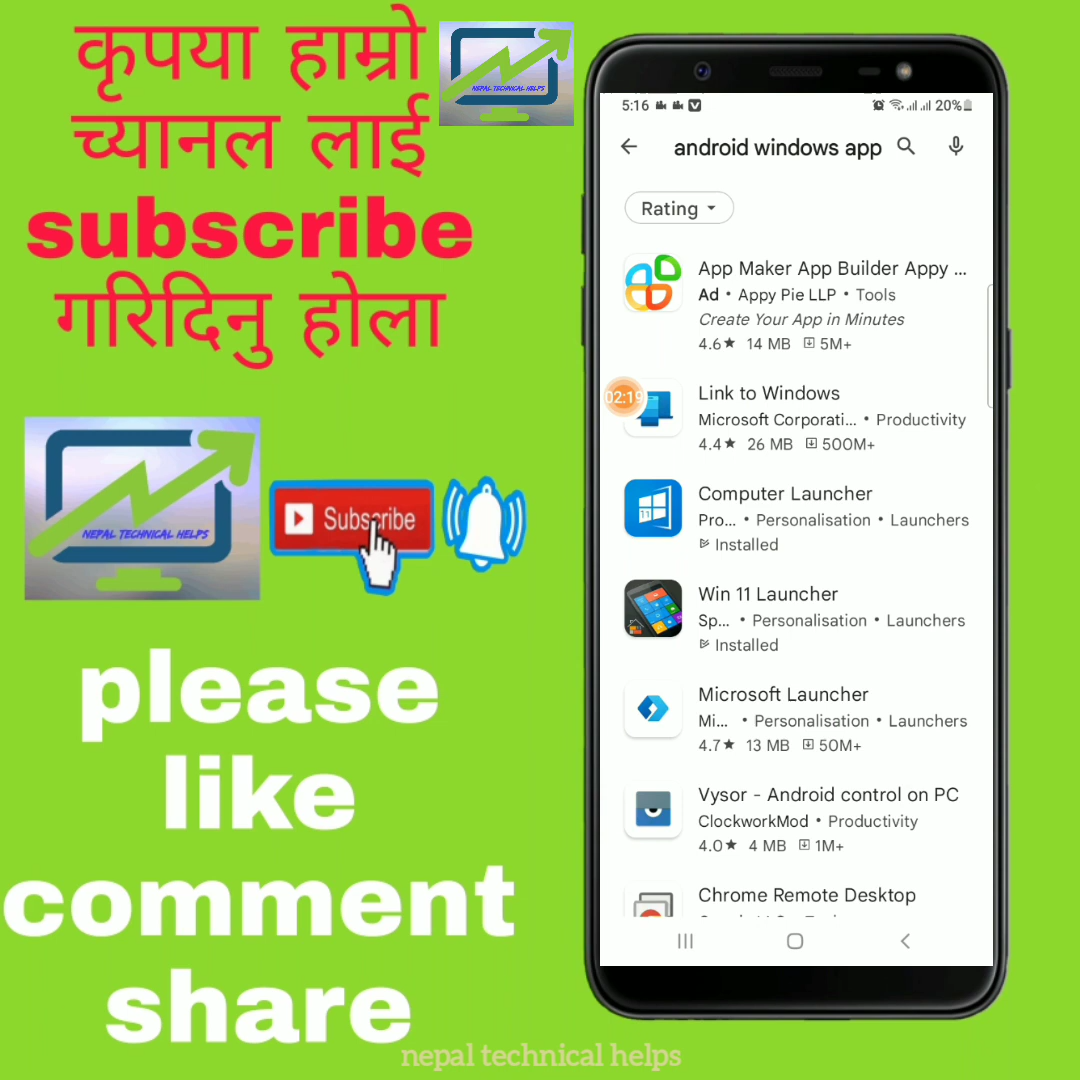 कृपया हाम्रो
च्यानल लाई
subscribe
गरिदिनु होला
NEPAL TECHNICAL HELPS
NEPAL TECHNICAL HELPS
Subscribe
please
like
comment
share
5:16
20%
android windows app
Rating
App Maker App Builder Appy ...
Ad • Appy Pie LLP • Tools
Create Your App in Minutes
4.6★ 14 MB 5M+
02:19
Link to Windows
Microsoft Corporati... • Productivity
4.4★ 26 MB 500M+
11
Computer Launcher
Pro... • Personalisation • Launchers
Installed
Win 11 Launcher
Sp... • Personalisation • Launchers
Installed
Microsoft Launcher
Mi... • Personalisation • Launchers
4.7★ 13 MB 50M+
Vysor - Android control on PC
ClockworkMod • Productivity
4.0★ 4 MB 1M+
Chrome Remote Desktop
nepal technical helps